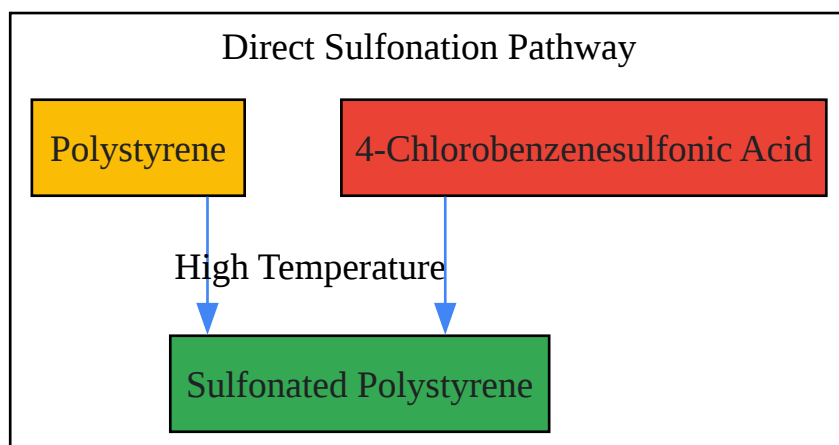 Direct Sulfonation Pathway
Polystyrene
4-Chlorobenzenesulfonic Acid
High Temperature
Sulfonated Polystyrene